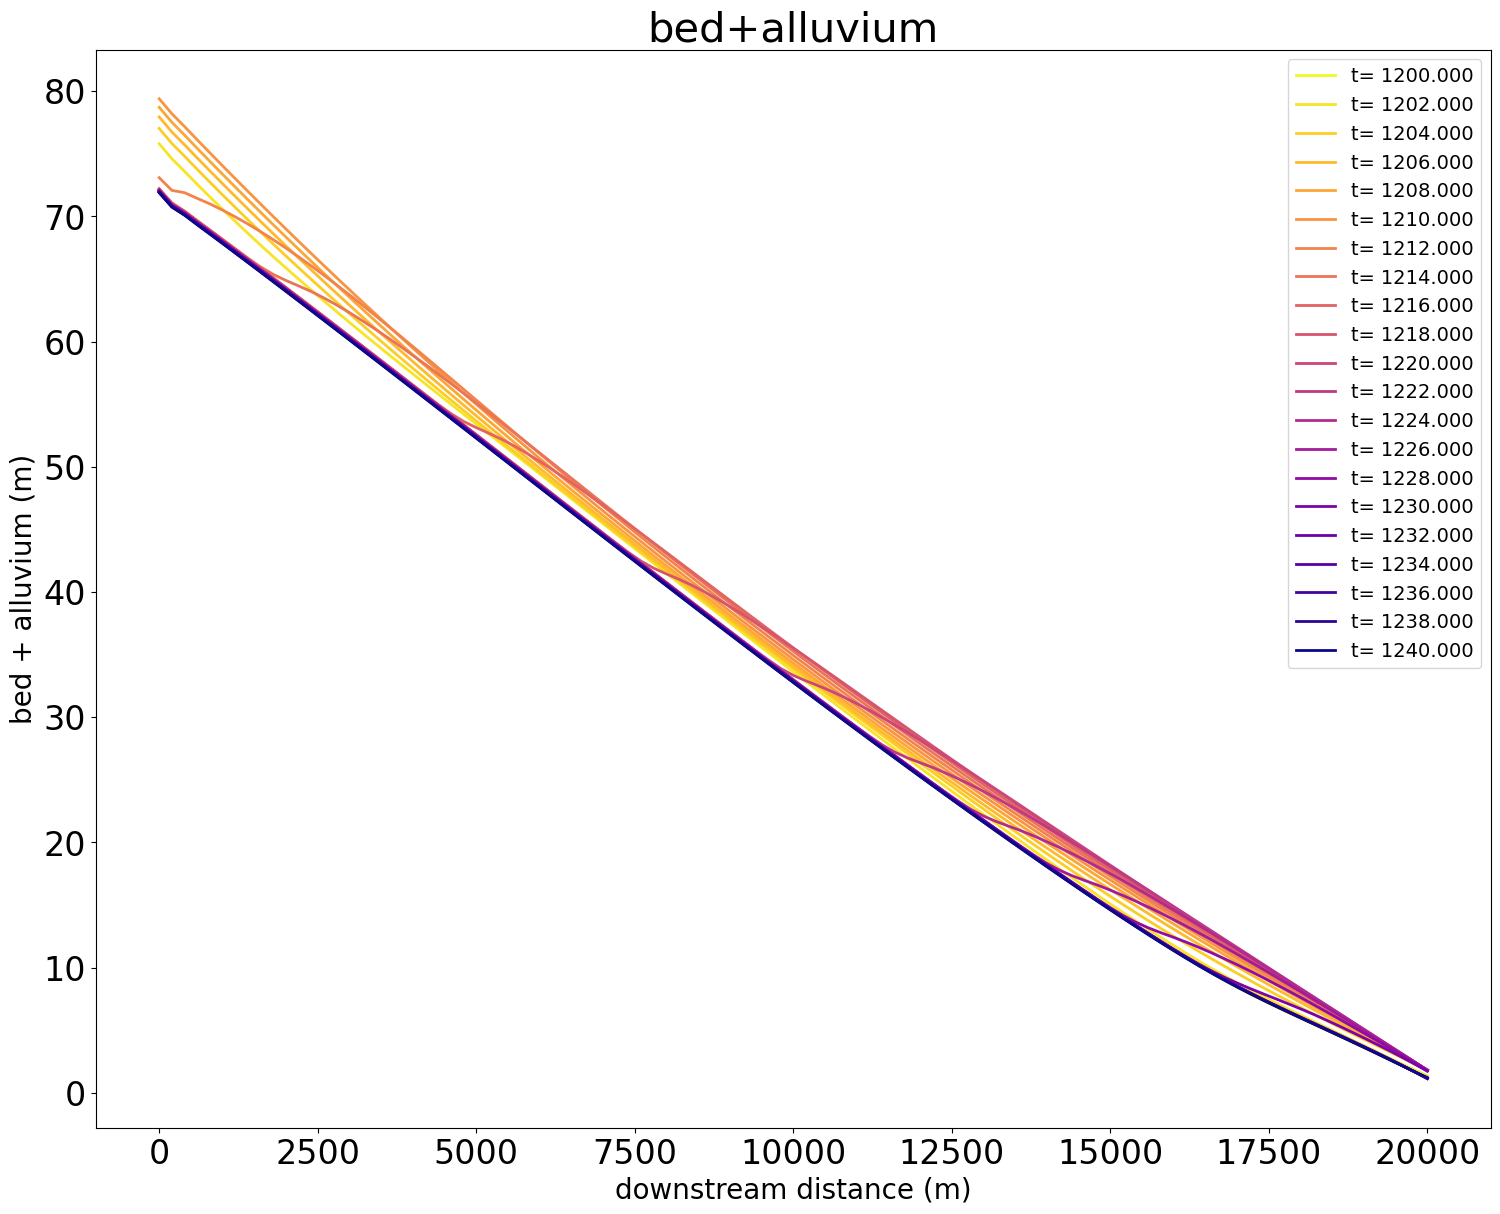 bed+alluvium
80
70
60
50
40
30
20
10
0
bed + alluvium (m)
0 2500 5000 7500 10000 12500 15000 17500 20000
downstream distance (m)
t= 1200.000
t= 1202.000
t= 1204.000
t= 1206.000
t= 1208.000
t= 1210.000
t= 1212.000
t= 1214.000
t= 1216.000
t= 1218.000
t= 1220.000
t= 1222.000
t= 1224.000
t= 1226.000
t= 1228.000
t= 1230.000
t= 1232.000
t= 1234.000
t= 1236.000
t= 1238.000
t= 1240.000